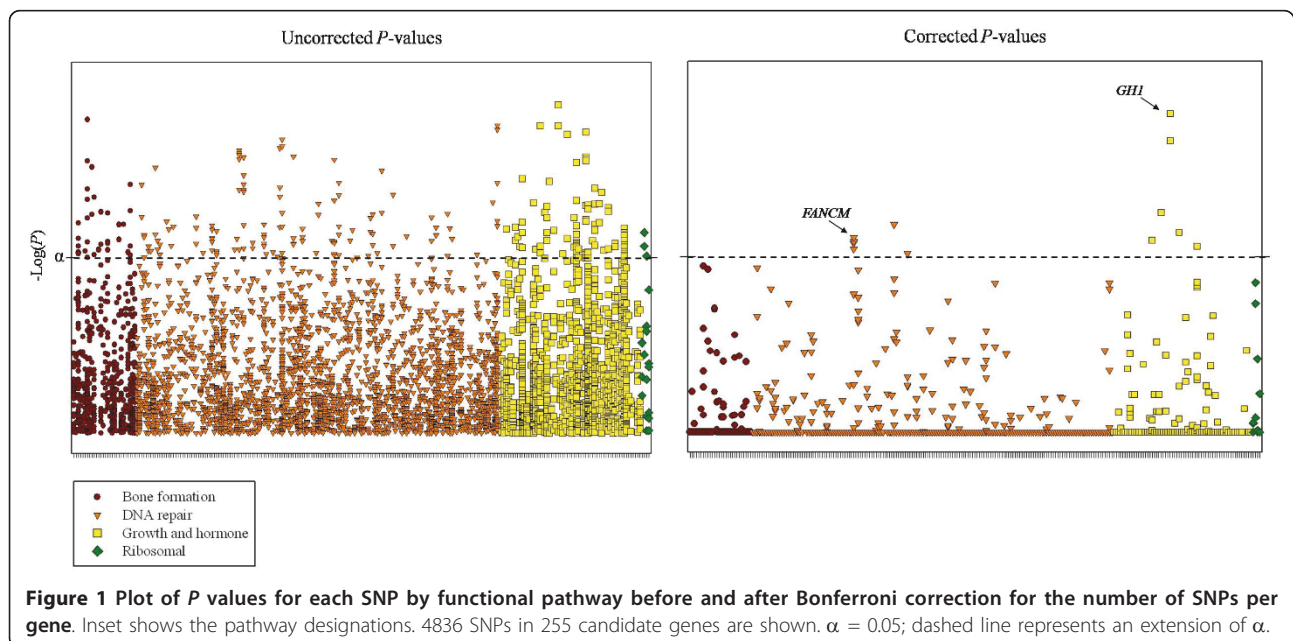 Uncorrected P-values
Corrected P-values
-Log(P)
α
FANCM
GH1
Bone formation
DNA repair
Growth and hormone
Ribosomal
Figure 1 Plot of P values for each SNP by functional pathway before and after Bonferroni correction for the number of SNPs per
gene. Inset shows the pathway designations. 4836 SNPs in 255 candidate genes are shown. α = 0.05; dashed line represents an extension of α.